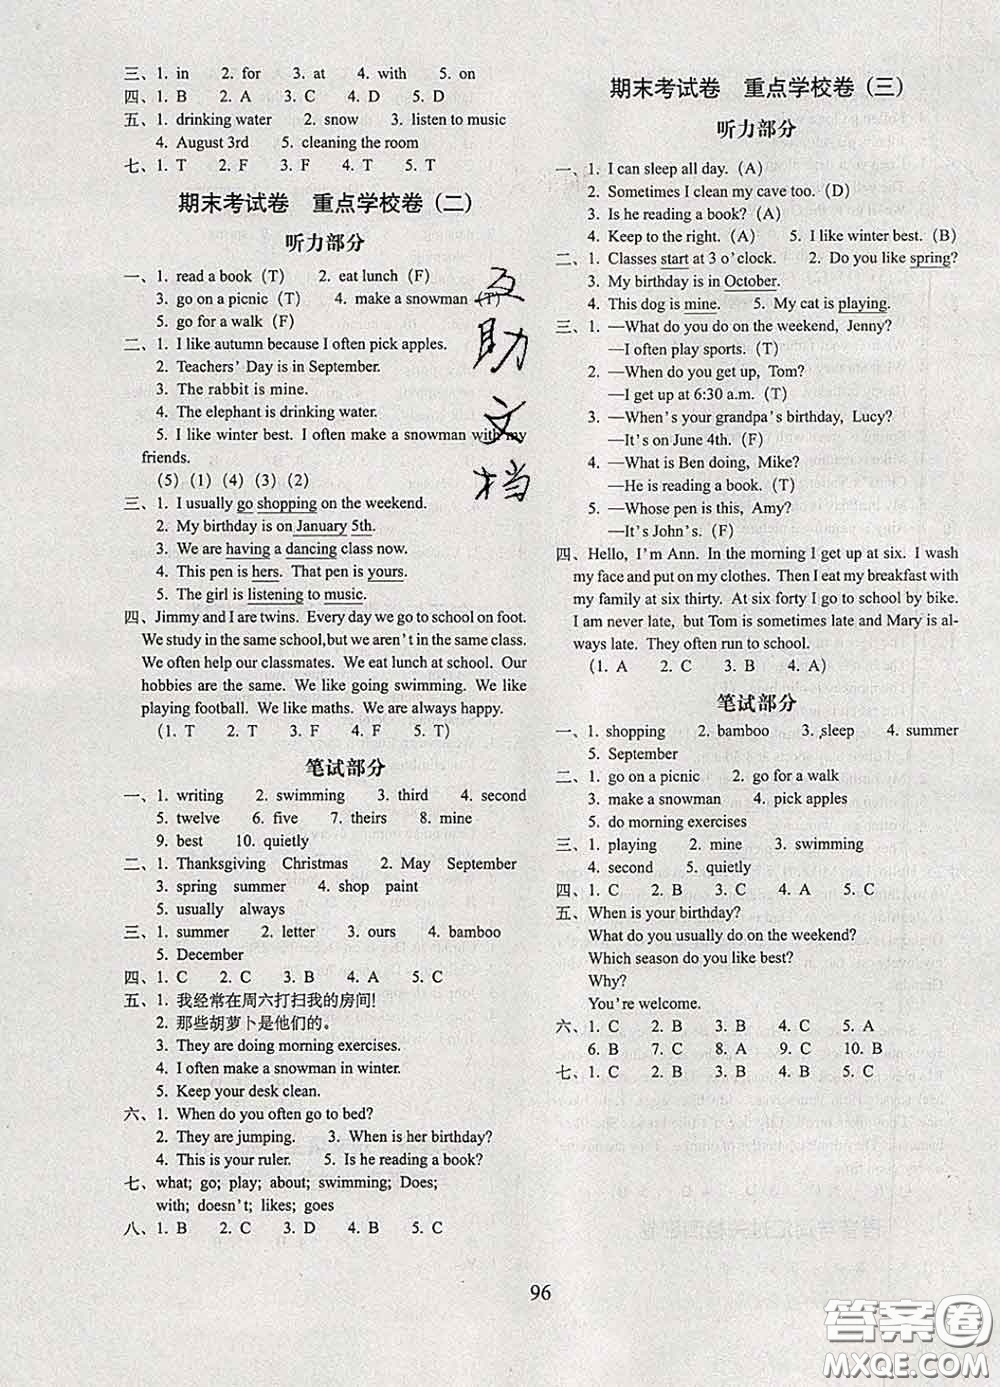 三、1. in 2. for 3. at 4. with 5. on
四、1. B 2. A 3. C 4. D 5. D
五、1. drinking water 2. snow 3. listen to music
4. August 3rd 5. cleaning the room
七、1. T 2. F 3. F 4. T 5. T
期末考试卷 重点学校卷 (二)
听力部分
一、1. read a book (T) 2. eat lunch (F)
3. go on a picnic (T) 4. make a snowman (T)
5. go for a walk (F)
二、1. I like autumn because I often pick apples.
2. Teachers' Day is in September.
3. The rabbit is mine.
4. The elephant is drinking water.
5. I like winter best. I often make a snowman with my
friends.
(5) (1) (4) (3) (2)
三、1. I usually go shopping on the weekend.
2. My birthday is on January 5th.
3. We are having a dancing class now.
4. This pen is hers. That pen is yours.
5. The girl is listening to music.
四、Jimmy and I are twins. Every day we go to school on foot.
We study in the same school,but we aren't in the same class.
We often help our classmates. We eat lunch at school. Our
hobbies are the same. We like going swimming. We like
playing football. We like maths. We are always happy.
(1. T 2. T 3. F 4. F 5. T)
笔试部分
一、1. writing 2. swimming 3. third 4. second
5. twelve 6. five 7. theirs 8. mine
9. best 10. quietly
二、1. Thanksgiving Christmas 2. May September
3. spring summer 4. shop paint
5. usually always
三、1. summer 2. letter 3. ours 4. bamboo
5. December
四、1. C 2. C 3. B 4. A 5. C
五、1. 我经常在周六打扫我的房间!
2. 那些胡萝卜是他们的。
3. They are doing morning exercises.
4. I often make a snowman in winter.
5. Keep your desk clean.
六、1. When do you often go to bed?
2. They are jumping. 3. When is her birthday?
4. This is your ruler. 5. Is he reading a book?
七、what; go; play; about; swimming; Does;
with; doesn't; likes; goes
八、1. B 2. C 3. D 4. B 5. C
互
助
文
档
期末考试卷 重点学校卷 (三)
听力部分
一、1. I can sleep all day. (A)
2. Sometimes I clean my cave too. (D)
3. Is he reading a book? (A)
4. Keep to the right. (A) 5. I like winter best. (B)
二、1. Classes start at 3 o'clock. 2. Do you like spring?
3. My birthday is in October.
4. This dog is mine. 5. My cat is playing.
三、1. —What do you do on the weekend, Jenny?
—I often play sports. (T)
2. —When do you get up, Tom?
—I get up at 6:30 a.m. (T)
3. —When's your grandpa's birthday, Lucy?
—It's on June 4th. (F)
4. —What is Ben doing, Mike?
—He is reading a book. (T)
5. —Whose pen is this, Amy?
—It's John's. (F)
四、Hello, I'm Ann. In the morning I get up at six. I wash
my face and put on my clothes. Then I eat my breakfast with
my family at six thirty. At six forty I go to school by bike.
I am never late, but Tom is sometimes late and Mary is al-
ways late. They often run to school.
(1. A 2. C 3. B 4. A)
笔试部分
一、1. shopping 2. bamboo 3. sleep 4. summer
5. September
二、1. go on a picnic 2. go for a walk
3. make a snowman 4. pick apples
5. do morning exercises
三、1. playing 2. mine 3. swimming
4. second 5. quietly
四、1. C 2. B 3. C 4. A 5. C
五、When is your birthday?
What do you usually do on the weekend?
Which season do you like best?
Why?
You're welcome.
六、1. C 2. B 3. B 4. C 5. A
6. B 7. C 8. A 9. C 10. B
七、1. C 2. B 3. A 4. B 5. C
96
答案卷
MXQE.COM